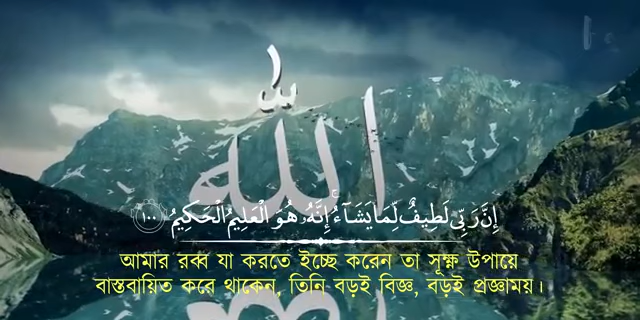 الله
إِنَّ رَبِّي لَطِيفٌ لِّمَا يَشَآءُ ۚ إِنَّهُۥ هُوَ الْعَلِيمُ الْحَكِيمُ ١٠٠
আমার রব্ব যা করতে ইচ্ছে করেন তা সূক্ষ্ণ উপায়ে
বাস্তবায়িত করে থাকেন, তিনি বড়ই বিজ্ঞ, বড়ই প্রজ্ঞাময়।